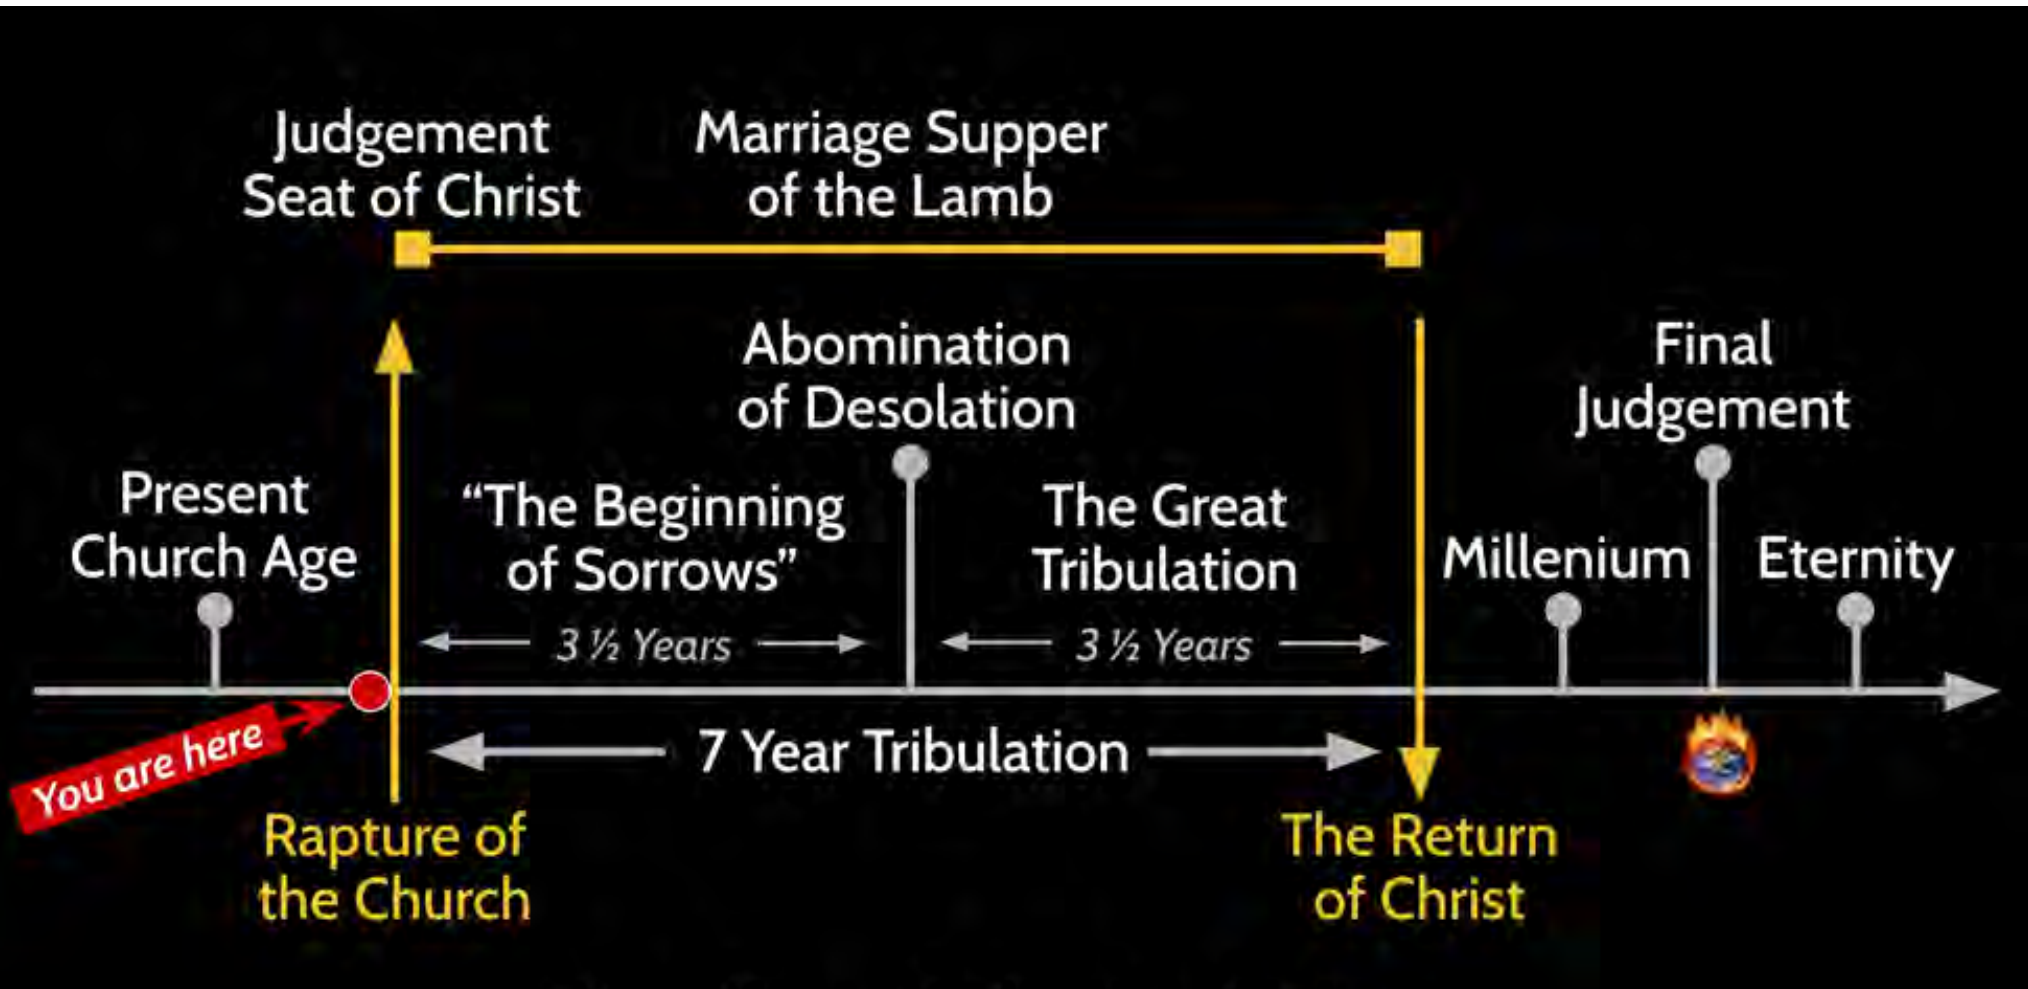 Judgement
Seat of Christ
Marriage Supper
of the Lamb
Abomination
of Desolation
Final
Judgement
Present
Church Age
“The Beginning
of Sorrows”
The Great
Tribulation
Millenium
Eternity
3 ½ Years
3 ½ Years
You are here
7 Year Tribulation
Rapture of
the Church
The Return
of Christ